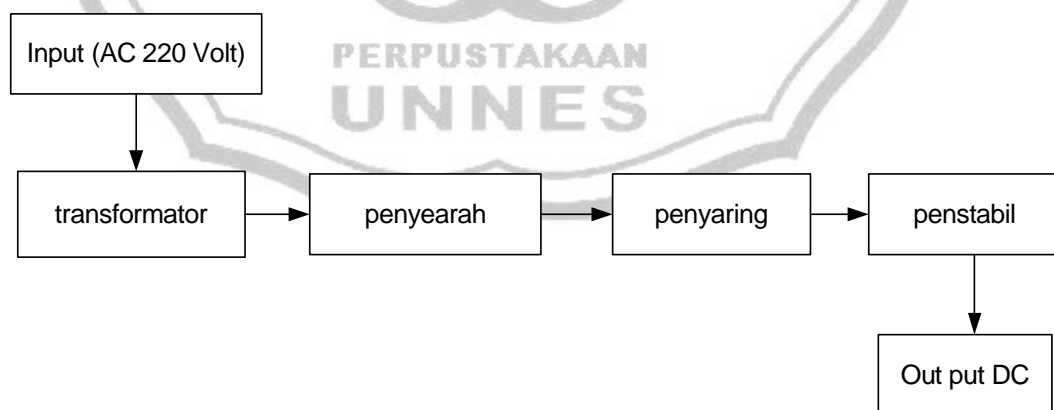 Input (AC 220 Volt)
PERPUSTAKAAN
UNNES
transformator
penyearah
penyaring
penstabil
Out put DC